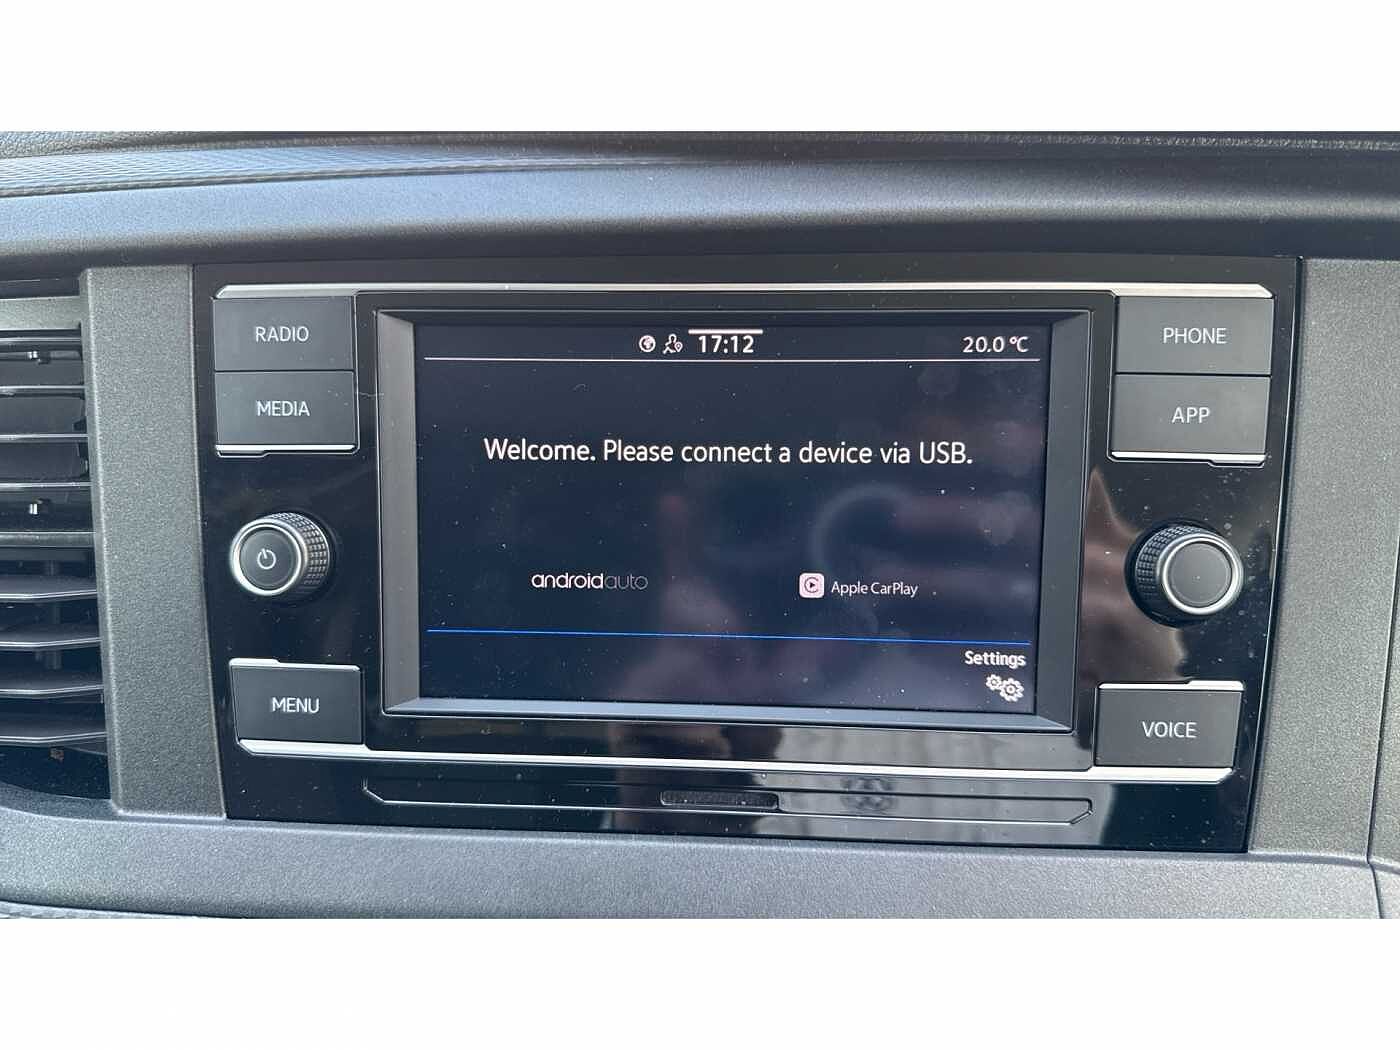 RADIO
MEDIA
MENU
17:12
20.0 °C
Welcome. Please connect a device via USB.
androidauto
Apple CarPlay
Settings
PHONE
APP
VOICE